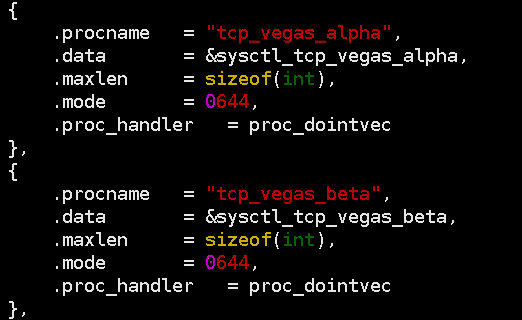 {
    .procname   = "tcp_vegas_alpha",
    .data       = &sysctl_tcp_vegas_alpha,
    .maxlen     = sizeof(int),
    .mode       = 0644,
    .proc_handler   = proc_dointvec
},
{
    .procname   = "tcp_vegas_beta",
    .data       = &sysctl_tcp_vegas_beta,
    .maxlen     = sizeof(int),
    .mode       = 0644,
    .proc_handler   = proc_dointvec
},